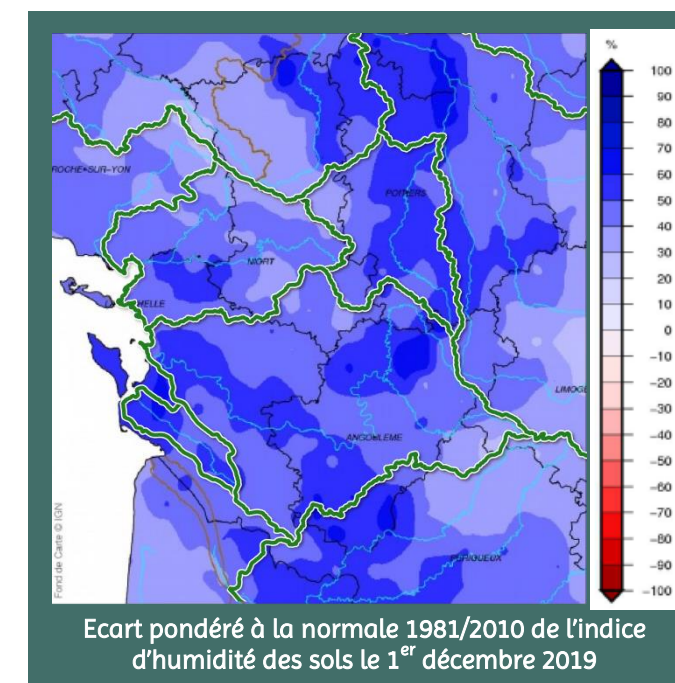 %
100
90
80
70
60
50
40
30
20
10
0
-10
-20
-30
-40
-50
-60
-70
-80
-90
-100
ROCHE-SUR-YON
POITIERS
NIORT
HELLE
LIMOGE
ANGOULEME
PERIGUEUX
Fond de Carte © IGN
Ecart pondéré à la normale 1981/2010 de l'indice
d'humidité des sols le 1er décembre 2019